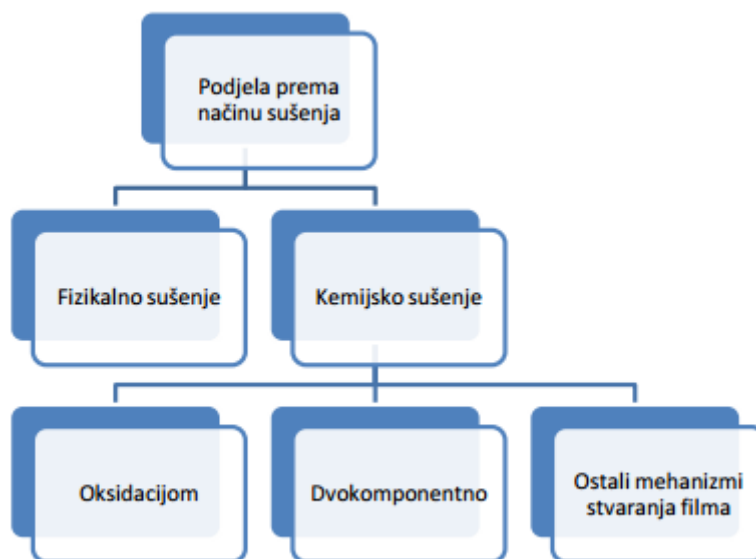 Podjela prema
načinu sušenja
Fizikalno sušenje
Kemijsko sušenje
Oksidacijom
Dvokomponentno
Ostali mehanizmi
stvaranja filma